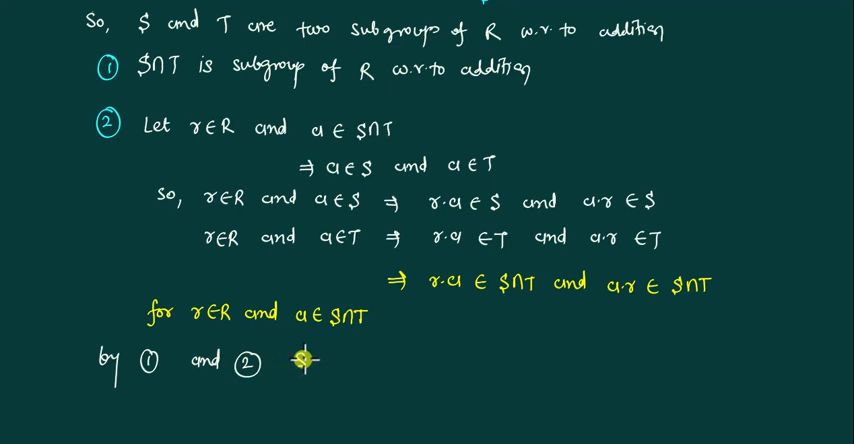 So, S and T are two subgroups of R w.r.to addition
① S∩T is subgroup of R w.r.to addition
② Let r∈R and a∈S∩T
⇒ a∈S and a∈T
So, r∈R and a∈S ⇒ r.a∈S and a.r∈S
r∈R and a∈T ⇒ r.a∈T and a.r∈T
⇒ r.a∈S∩T and a.r∈S∩T
for r∈R and a∈S∩T
by ① and ② S